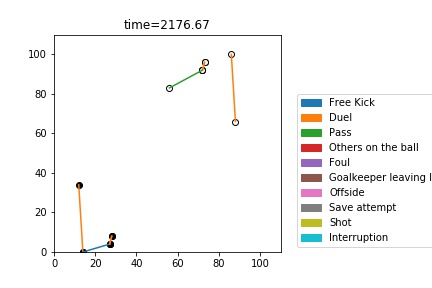 time=2176.67
100
80
60
40
20
0
0 20 40 60 80 100
Free Kick
Duel
Pass
Others on the ball
Foul
Goalkeeper leaving l
Offside
Save attempt
Shot
Interruption